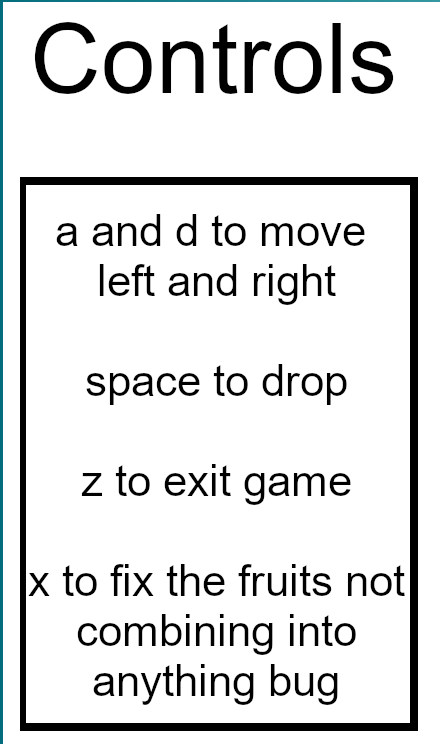 Controls
a and d to move
left and right
space to drop
z to exit game
x to fix the fruits not
combining into
anything bug